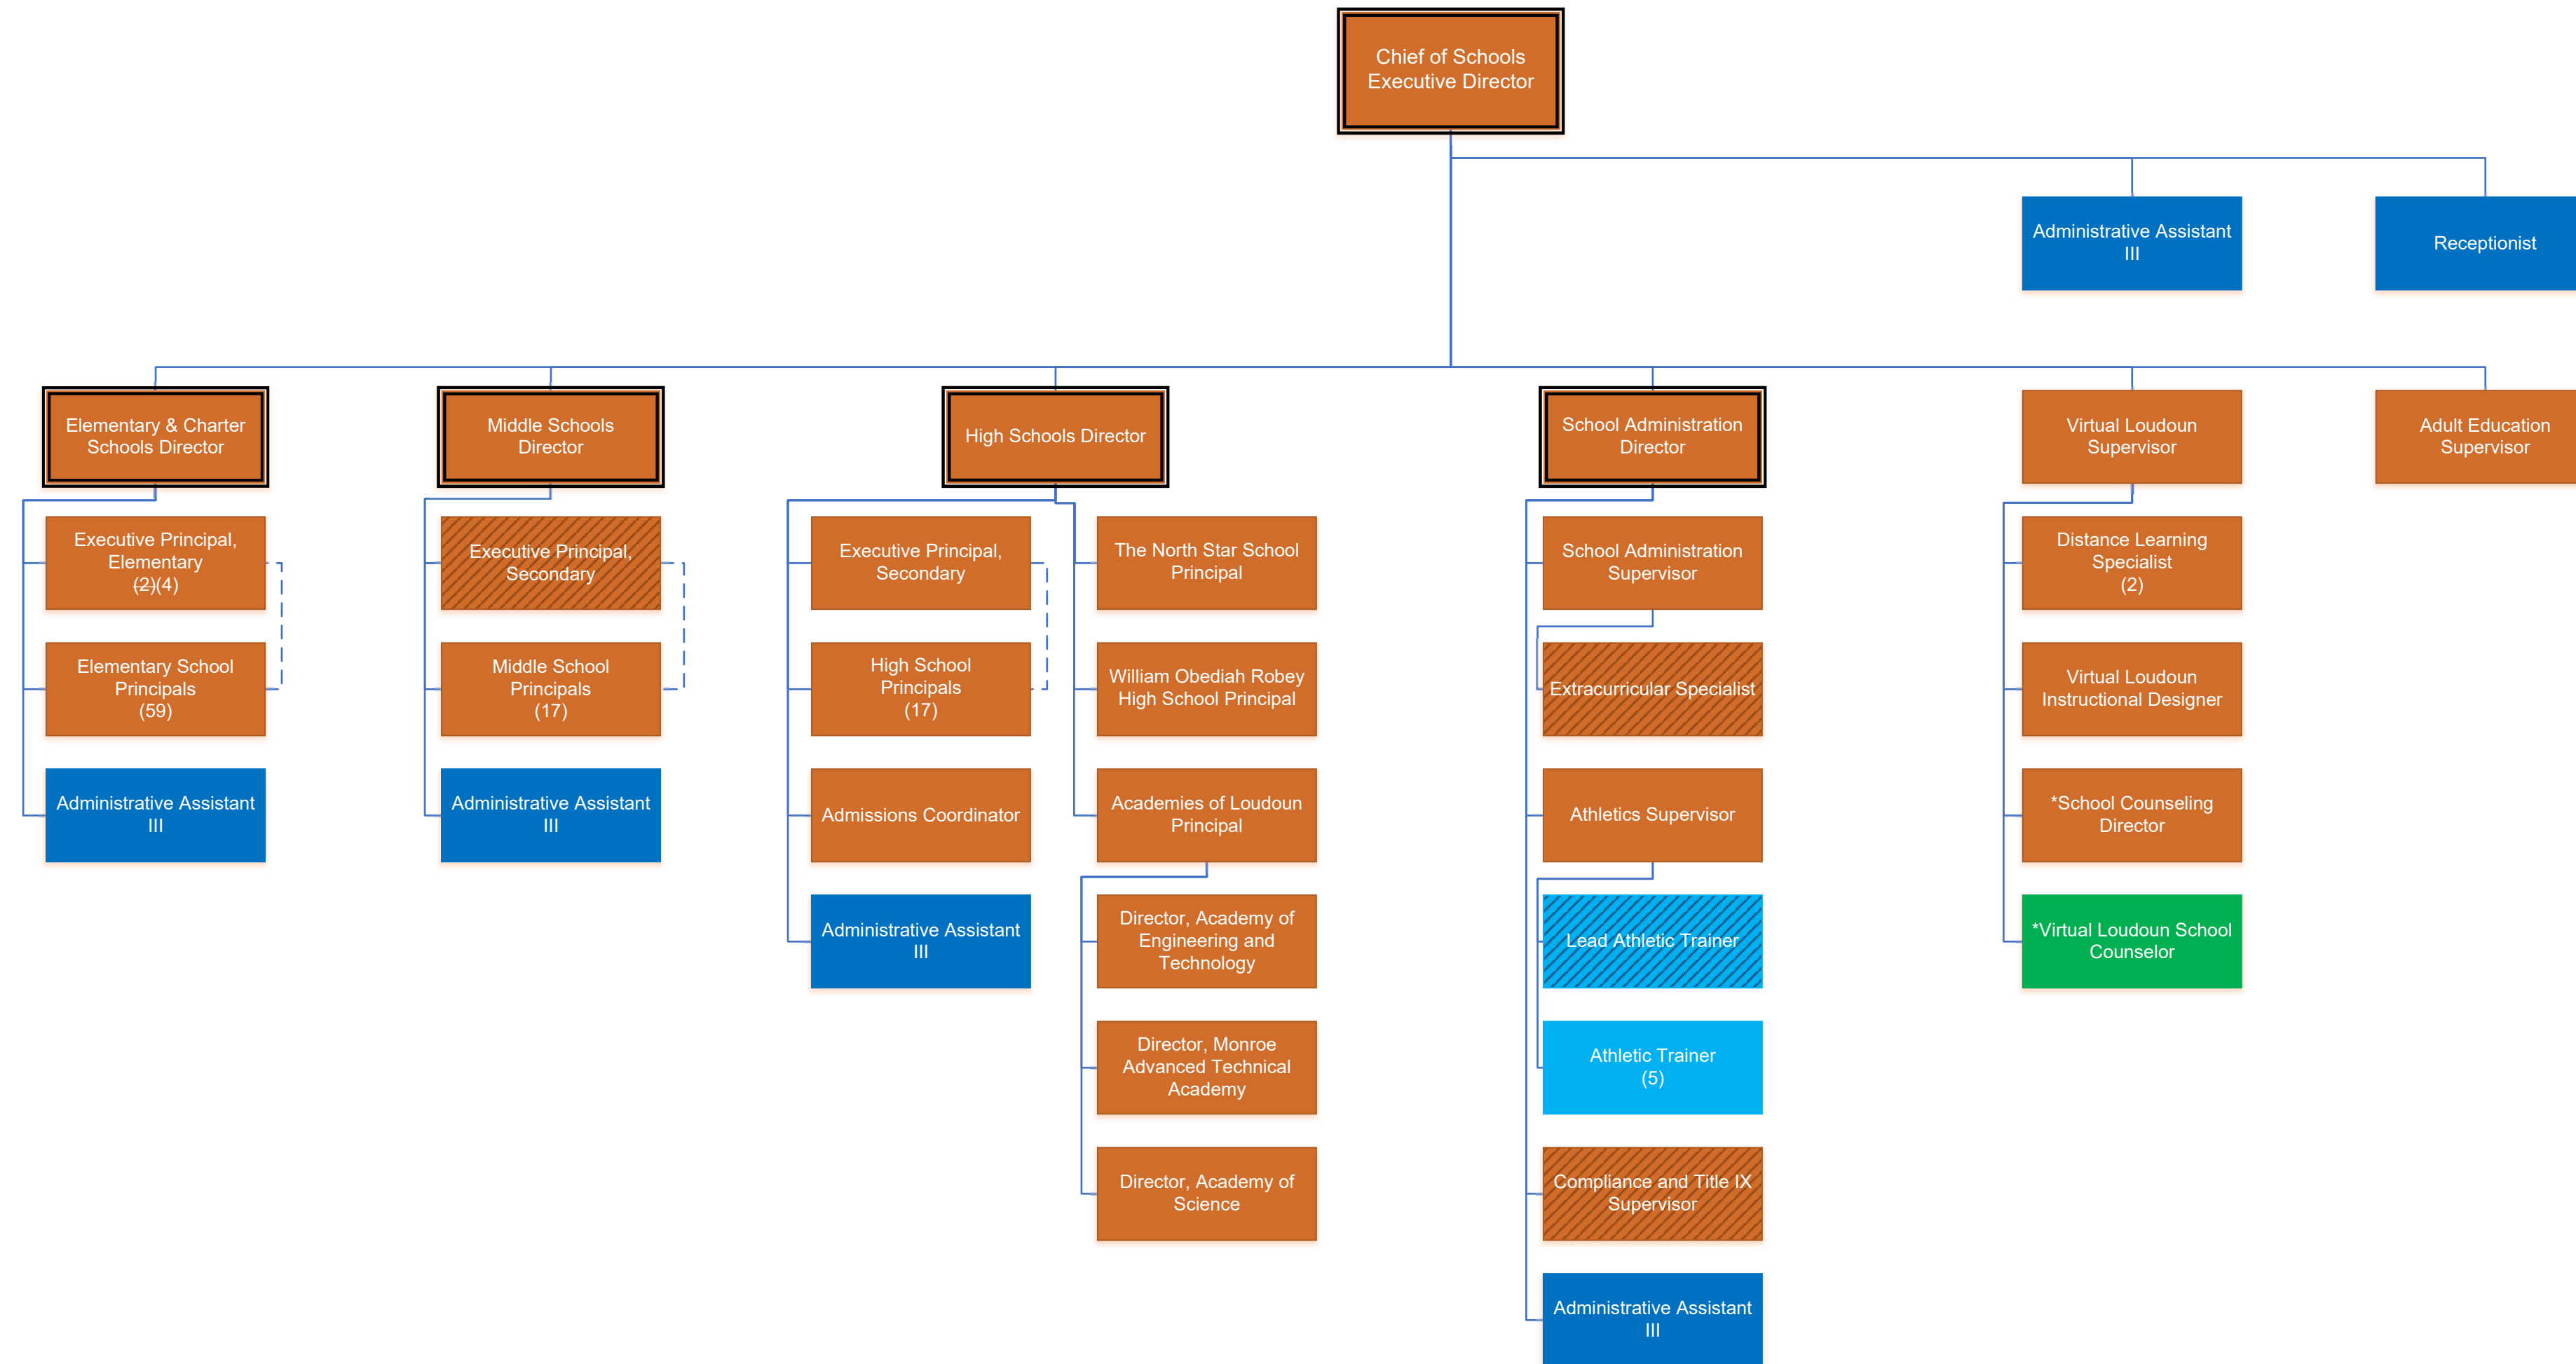 Chief of Schools
Executive Director
Administrative Assistant
III
Receptionist
Elementary & Charter
Schools Director
Middle Schools
Director
High Schools Director
School Administration
Director
Virtual Loudoun
Supervisor
Adult Education
Supervisor
Executive Principal,
Elementary
(2)(4)
Elementary School
Principals
(59)
Administrative Assistant
III
Executive Principal,
Secondary
Middle School
Principals
(17)
Administrative Assistant
III
Executive Principal,
Secondary
High School
Principals
(17)
Admissions Coordinator
Administrative Assistant
III
The North Star School
Principal
William Obediah Robey
High School Principal
Academies of Loudoun
Principal
Director, Academy of
Engineering and
Technology
Director, Monroe
Advanced Technical
Academy
Director, Academy of
Science
School Administration
Supervisor
Extracurricular Specialist
Athletics Supervisor
Lead Athletic Trainer
Athletic Trainer
(5)
Compliance and Title IX
Supervisor
Administrative Assistant
III
Distance Learning
Specialist
(2)
Virtual Loudoun
Instructional Designer
*School Counseling
Director
*Virtual Loudoun School
Counselor